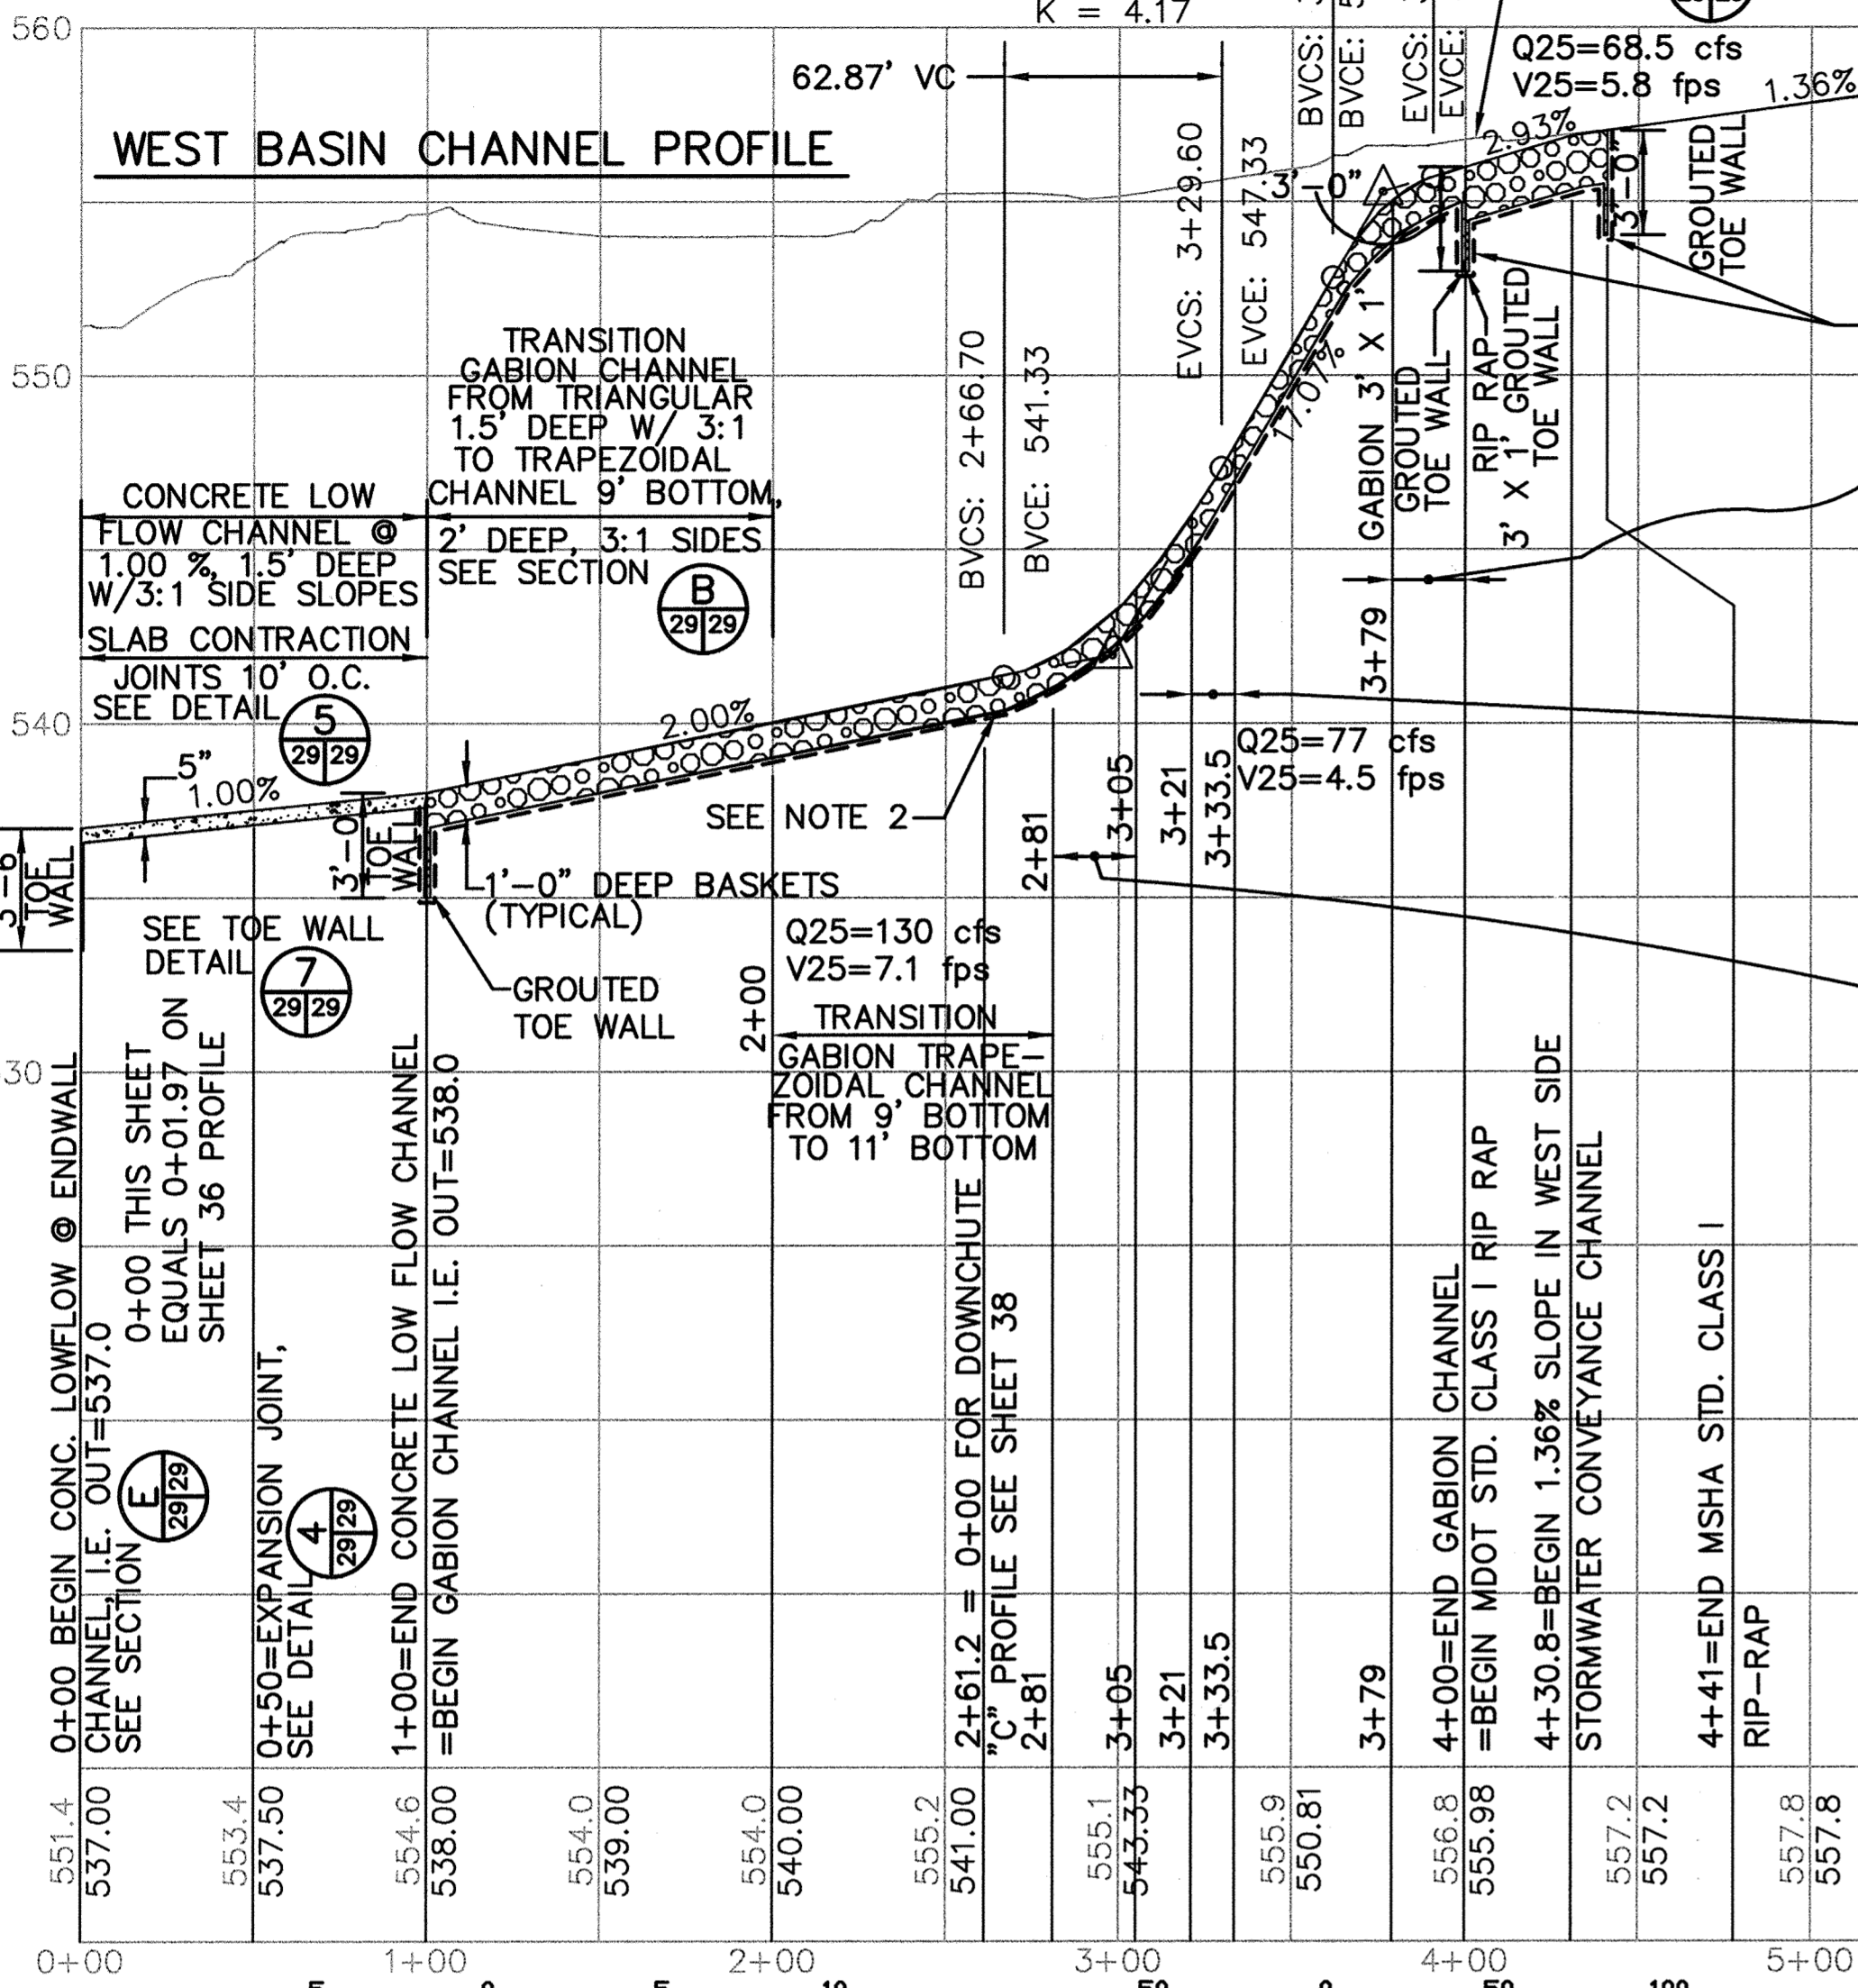 560
K = 4.17
62.87' VC
WEST BASIN CHANNEL PROFILE
BVCS:
BVCE:
EVCS:
EVCE:
Q25=68.5 cfs
V25=5.8 fps
1.36%
2.93%
3'-0"
3'-0"
GROUTED
TOE WALL
EVCS: 3+29.60
EVCE: 547.33
BVCS: 2+66.70
BVCE: 541.33
17.07%
GABION 3' X 1'
GROUTED
TOE WALL
RIP RAP
3' X 1' GROUTED
TOE WALL
550
TRANSITION
GABION CHANNEL
FROM TRIANGULAR
1.5' DEEP W/ 3:1
TO TRAPEZOIDAL
CHANNEL 9' BOTTOM,
2' DEEP, 3:1 SIDES
SEE SECTION
B
29 29
CONCRETE LOW
FLOW CHANNEL @
1.00 %, 1.5' DEEP
W/3:1 SIDE SLOPES
SLAB CONTRACTION
JOINTS 10' O.C.
SEE DETAIL
5
29 29
540
5"
1.00%
2.00%
3'-0
TOE
WALL
3'-6
TOE
WALL
1'-0" DEEP BASKETS
(TYPICAL)
SEE NOTE 2
2+81
3+05
3+21
3+33.5
3+79
Q25=77 cfs
V25=4.5 fps
SEE TOE WALL
DETAIL
7
29 29
GROUTED
TOE WALL
Q25=130 cfs
V25=7.1 fps
2+00
TRANSITION
GABION TRAPE-
ZOIDAL CHANNEL
FROM 9' BOTTOM
TO 11' BOTTOM
30
0+00 BEGIN CONC. LOWFLOW @ ENDWALL
CHANNEL, I.E. OUT=537.0
SEE SECTION
E
29 29
0+00 THIS SHEET
EQUALS 0+01.97 ON
SHEET 36 PROFILE
0+50=EXPANSION JOINT,
SEE DETAIL
4
29 29
1+00=END CONCRETE LOW FLOW CHANNEL
=BEGIN GABION CHANNEL I.E. OUT=538.0
2+61.2 = 0+00 FOR DOWNCHUTE
"C" PROFILE SEE SHEET 38
2+81
3+05
3+21
3+33.5
3+79
4+00=END GABION CHANNEL
=BEGIN MDOT STD. CLASS I RIP RAP
4+30.8=BEGIN 1.36% SLOPE IN WEST SIDE
STORMWATER CONVEYANCE CHANNEL
4+41=END MSHA STD. CLASS I
RIP-RAP
551.4
537.00
553.4
537.50
554.6
538.00
554.0
539.00
554.0
540.00
555.2
541.00
555.1
543.33
555.9
550.81
556.8
555.98
557.2
557.2
557.8
557.8
0+00
1+00
2+00
3+00
4+00
5+00